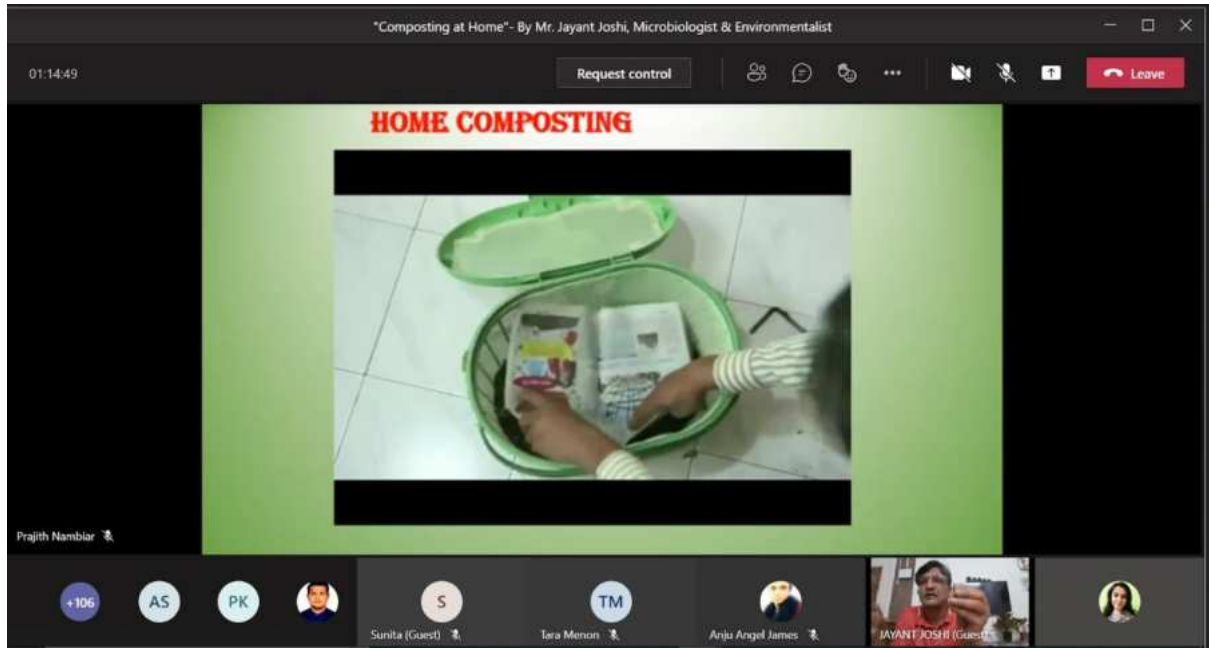 "Composting at Home"- By Mr. Jayant Joshi, Microbiologist & Environmentalist
01:14:49
Request control
Leave
HOME COMPOSTING
Prajith Nambiar
+106
AS
PK
S
TM
Sunita (Guest)
Tara Menon
Anju Angel James
JAYANT JOSHI (Guest)